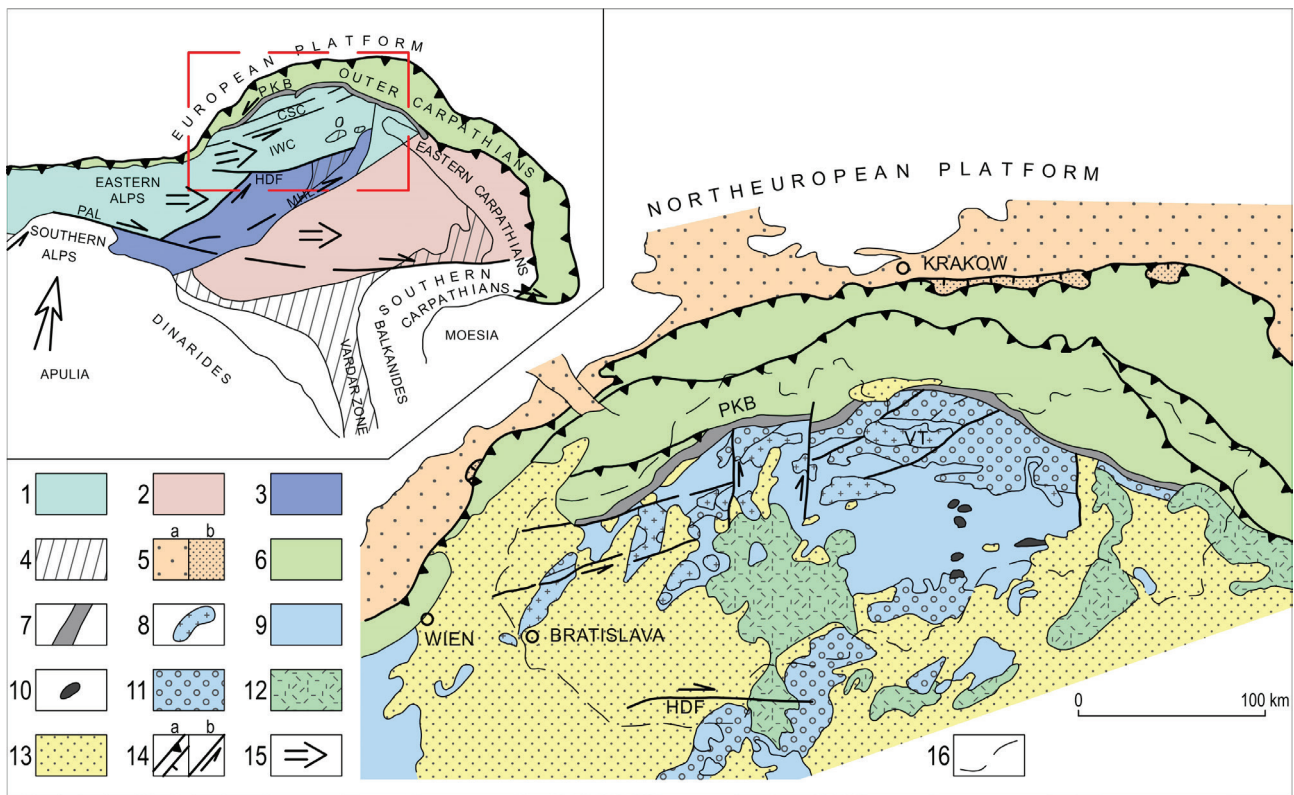 EUROPEAN PLATFORM
OUTER CARPATHIANS
PKB
CSC
IWC
HDF
MHL
EASTERN
ALPS
EASTERN CARPATHIANS
PAL
SOUTHERN
ALPS
SOUTHERN
CARPATHIANS
MOESIA
DINARIDES
VARDAR ZONE
BALKANIDES
APULIA
NORTHEUROPEAN PLATFORM
KRAKOW
PKB
VT
WIEN
BRATISLAVA
HDF
0 100 km
1 2 3
a b
4 5 6
7 8 9
10 11 12
a b
13 14 15 16